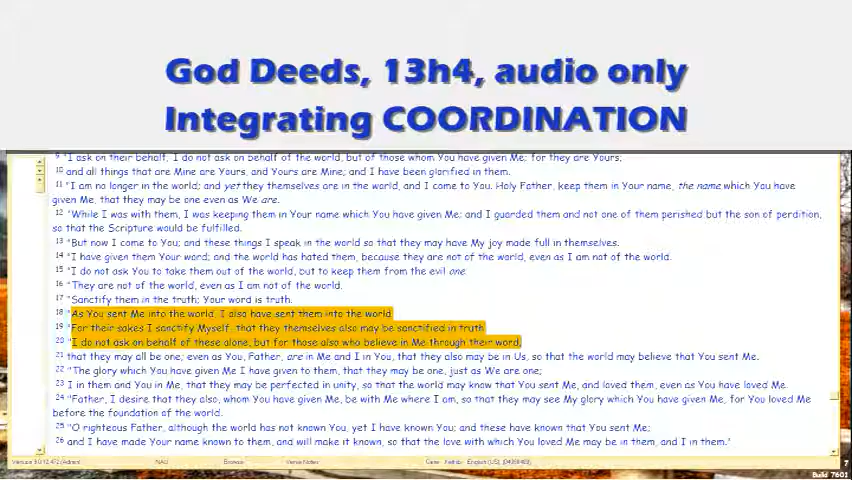 God Deeds, 13h4, audio only
Integrating COORDINATION
9 "I ask on their behalf; I do not ask on behalf of the world, but of those whom You have given Me; for they are Yours;
10 and all things that are Mine are Yours, and Yours are Mine; and I have been glorified in them.
11 "I am no longer in the world; and yet they themselves are in the world, and I come to You. Holy Father, keep them in Your name, the name which You have
given Me, that they may be one even as We are.
12 "While I was with them, I was keeping them in Your name which You have given Me; and I guarded them and not one of them perished but the son of perdition,
so that the Scripture would be fulfilled.
13 "But now I come to You; and these things I speak in the world so that they may have My joy made full in themselves.
14 "I have given them Your word; and the world has hated them, because they are not of the world, even as I am not of the world.
15 "I do not ask You to take them out of the world, but to keep them from the evil one.
16 "They are not of the world, even as I am not of the world.
17 "Sanctify them in the truth; Your word is truth.
18 "As You sent Me into the world, I also have sent them into the world.
19 "For their sakes I sanctify Myself, that they themselves also may be sanctified in truth.
20 "I do not ask on behalf of these alone, but for those also who believe in Me through their word;
21 that they may all be one; even as You, Father, are in Me and I in You, that they also may be in Us, so that the world may believe that You sent Me.
22 "The glory which You have given Me I have given to them, that they may be one, just as We are one;
23 I in them and You in Me, that they may be perfected in unity, so that the world may know that You sent Me, and loved them, even as You have loved Me.
24 "Father, I desire that they also, whom You have given Me, be with Me where I am, so that they may see My glory which You have given Me, for You loved Me
before the foundation of the world.
25 "O righteous Father, although the world has not known You, yet I have known You; and these have known that You sent Me;
26 and I have made Your name known to them, and will make it known, so that the love with which You loved Me may be in them, and I in them."
NAU Browse Verse Notes
7
Build 7601